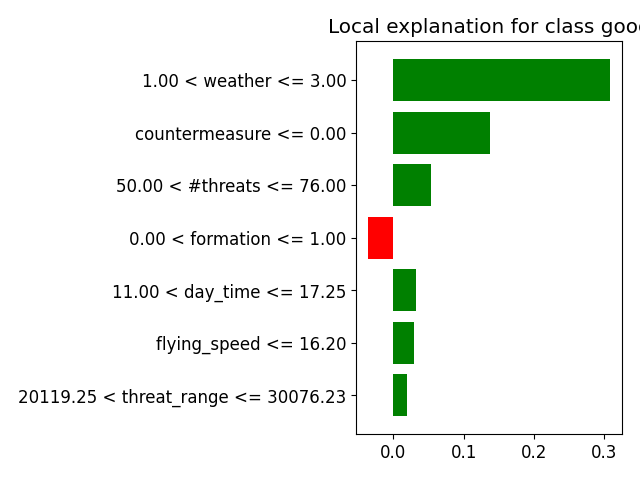 Local explanation for class goo
1.00 < weather <= 3.00
countermeasure <= 0.00
50.00 < #threats <= 76.00
0.00 < formation <= 1.00
11.00 < day_time <= 17.25
flying_speed <= 16.20
20119.25 < threat_range <= 30076.23
0.0 0.1 0.2 0.3